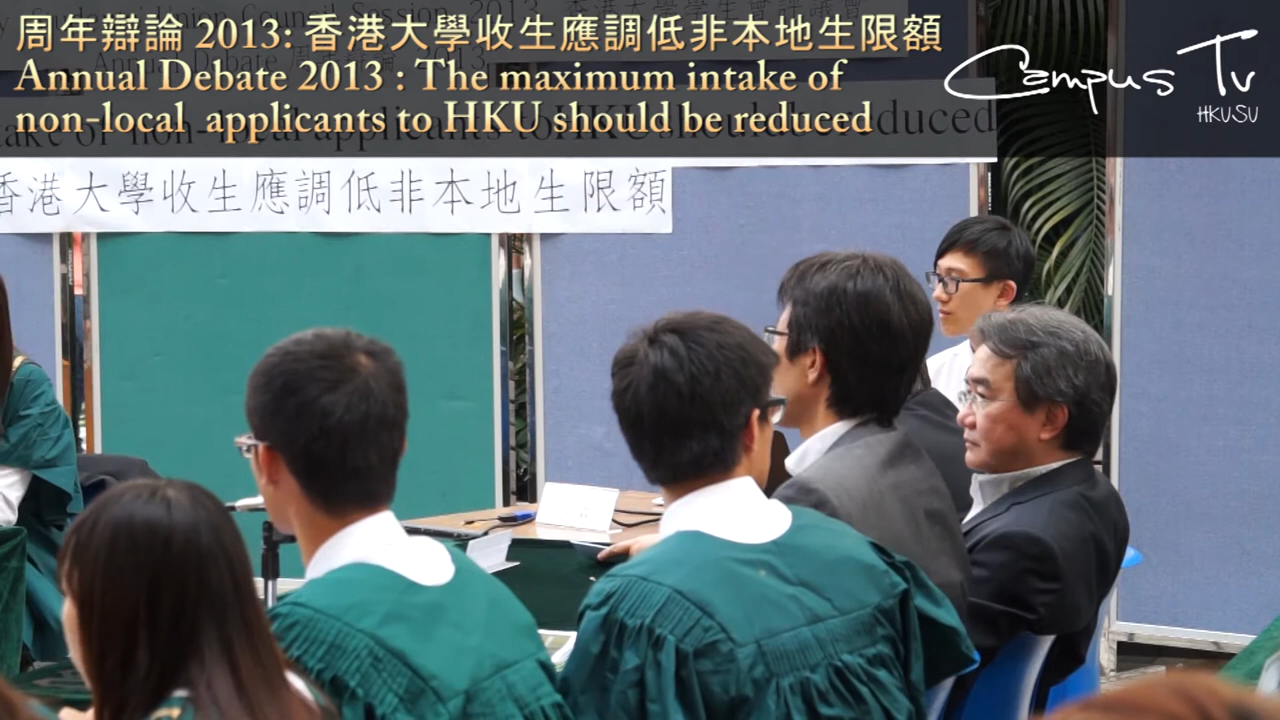 周年辯論 2013: 香港大學收生應調低非本地生限額
Annual Debate 2013 : The maximum intake of
non-local applicants to HKU should be reduced
Campus Tv
HKUSU
香港大學收生應調低非本地生限額